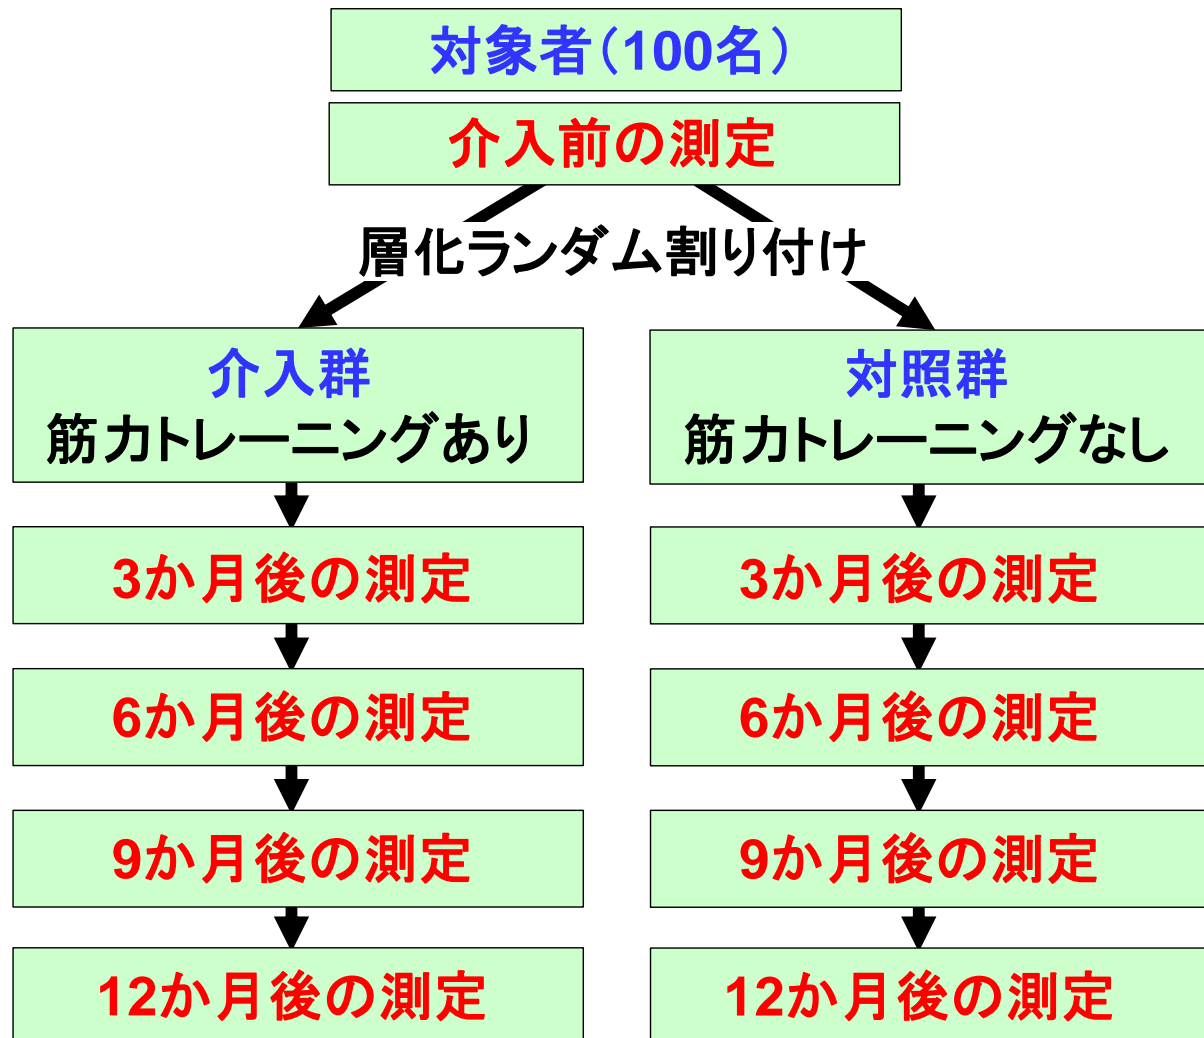 対象者(100名)
介入前の測定
層化ランダム割り付け
介入群
筋力トレーニングあり
3か月後の測定
6か月後の測定
9か月後の測定
12か月後の測定
対照群
筋力トレーニングなし
3か月後の測定
6か月後の測定
9か月後の測定
12か月後の測定